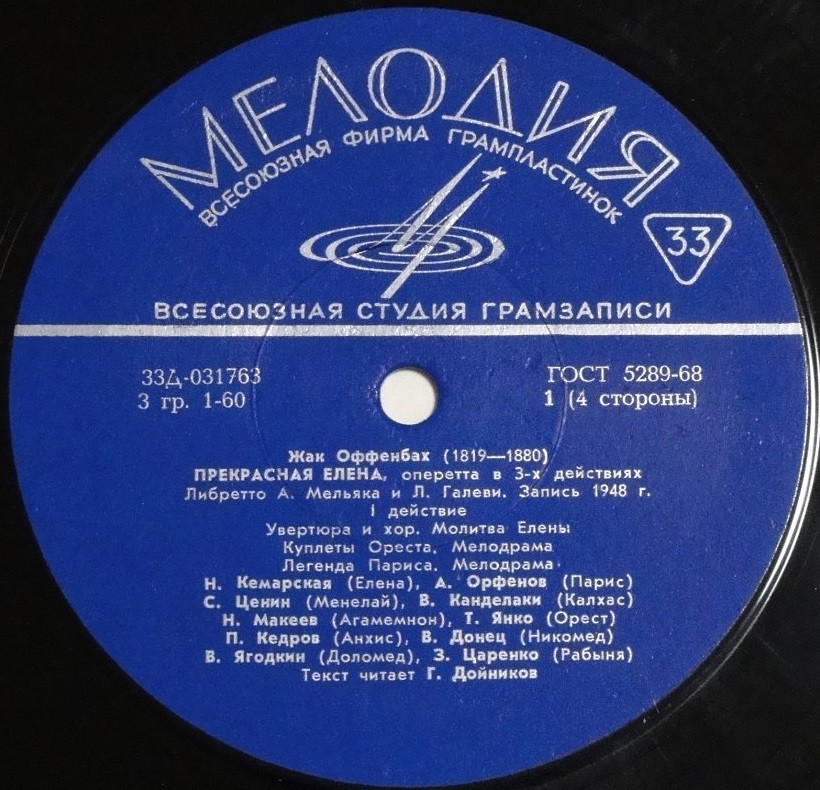 МЕЛОДИЯ
ВСЕСОЮЗНАЯ ФИРМА ГРАМПЛАСТИНОК
33
ВСЕСОЮЗНАЯ СТУДИЯ ГРАМЗАПИСИ
33Д-031763
3 гр. 1-60
ГОСТ 5289-68
1 (4 стороны)
Жак Оффенбах (1819—1880)
ПРЕКРАСНАЯ ЕЛЕНА, оперетта в 3-х действиях
Либретто А. Мельяка и Л. Галеви. Запись 1948 г.
I действие
Увертюра и хор. Молитва Елены
Куплеты Ореста. Мелодрама
Легенда Париса. Мелодрама
Н. Кемарская (Елена), А. Орфенов (Парис)
С. Ценин (Менелай), В. Канделаки (Калхас)
Н. Макеев (Агамемнон), Т. Янко (Орест)
П. Кедров (Анхис), В. Донец (Никомед)
В. Ягодкин (Доломед), З. Царенко (Рабыня)
Текст читает Г. Дойников